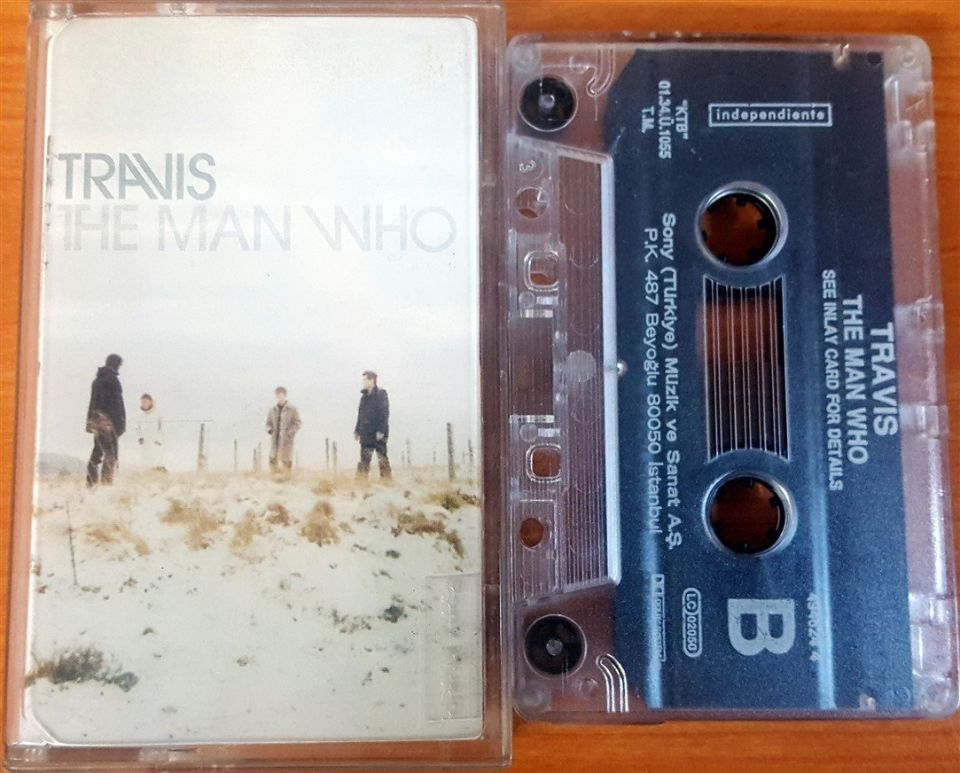 TRAVIS
THE MAN WHO
independiente
"KTB"
01.34.Ü.1055
T.M.
TRAVIS
THE MAN WHO
SEE INLAY CARD FOR DETAILS
Sony (Türkiye) Müzik ve Sanat A.Ş.
P.K. 487 Beyoğlu 80050 İstanbul
LC 02050
B
3